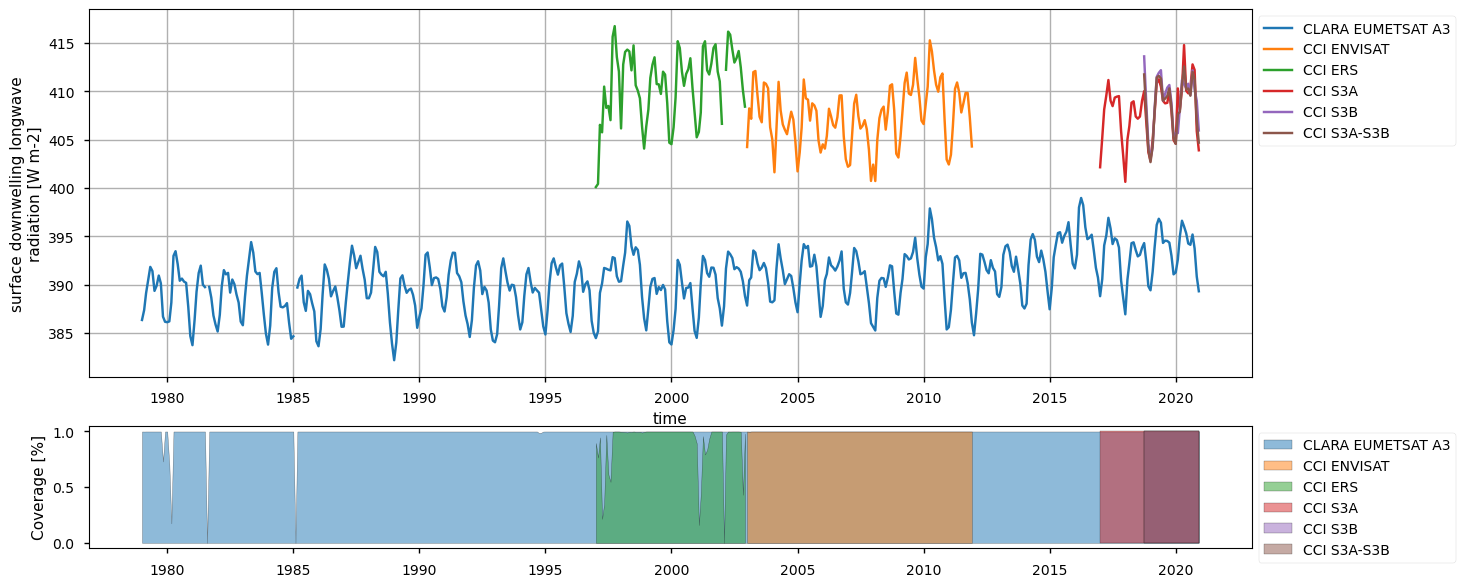 surface downwelling longwave
radiation [W m-2]
415
410
405
400
395
390
385
1980
1985
1990
1995
2000
2005
2010
2015
2020
time
CLARA EUMETSAT A3
CCI ENVISAT
CCI ERS
CCI S3A
CCI S3B
CCI S3A-S3B
Coverage [%]
1.0
0.5
0.0
1980
1985
1990
1995
2000
2005
2010
2015
2020
CLARA EUMETSAT A3
CCI ENVISAT
CCI ERS
CCI S3A
CCI S3B
CCI S3A-S3B